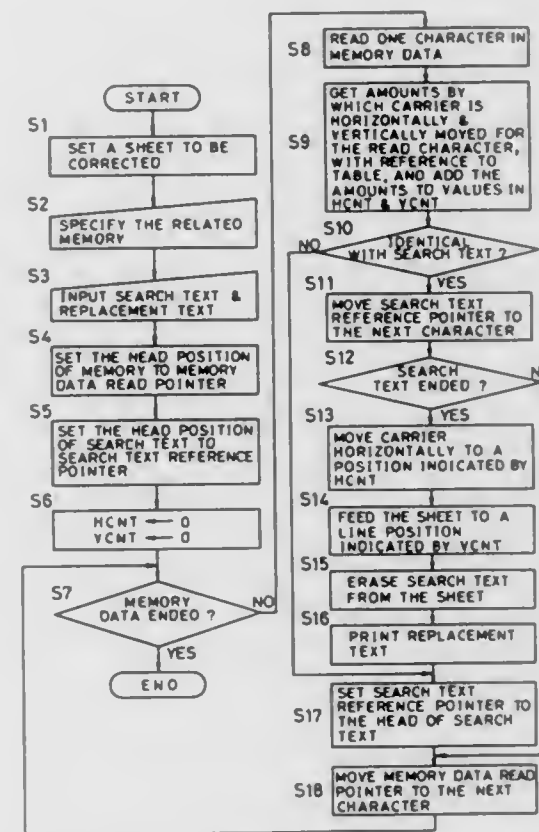 START
S1
SET A SHEET TO BE
CORRECTED
S2
SPECIFY THE RELATED
MEMORY
S3
INPUT SEARCH TEXT &
REPLACEMENT TEXT
S4
SET THE HEAD POSITION
OF MEMORY TO MEMORY
DATA READ POINTER
S5
SET THE HEAD POSITION
OF SEARCH TEXT TO
SEARCH TEXT REFERENCE
POINTER
S6
HCNT ← 0
VCNT ← 0
S7
MEMORY
DATA ENDED ?
NO
YES
END
S8
READ ONE CHARACTER IN
MEMORY DATA
S9
GET AMOUNTS BY
WHICH CARRIER IS
HORIZONTALLY &
VERTICALLY MOVED FOR
THE READ CHARACTER,
WITH REFERENCE TO
TABLE, AND ADD THE
AMOUNTS TO VALUES IN
HCNT & VCNT
S10
NO
IDENTICAL
WITH SEARCH TEXT ?
YES
S11
MOVE SEARCH TEXT
REFERENCE POINTER TO
THE NEXT CHARACTER
S12
SEARCH
TEXT ENDED ?
YES
S13
MOVE CARRIER
HORIZONTALLY TO A
POSITION INDICATED BY
HCNT
S14
FEED THE SHEET TO A
LINE POSITION
INDICATED BY VCNT
S15
ERASE SEARCH TEXT
FROM THE SHEET
S16
PRINT REPLACEMENT
TEXT
S17
SET SEARCH TEXT
REFERENCE POINTER TO
THE HEAD OF SEARCH
TEXT
S18
MOVE MEMORY DATA READ
POINTER TO THE NEXT
CHARACTER